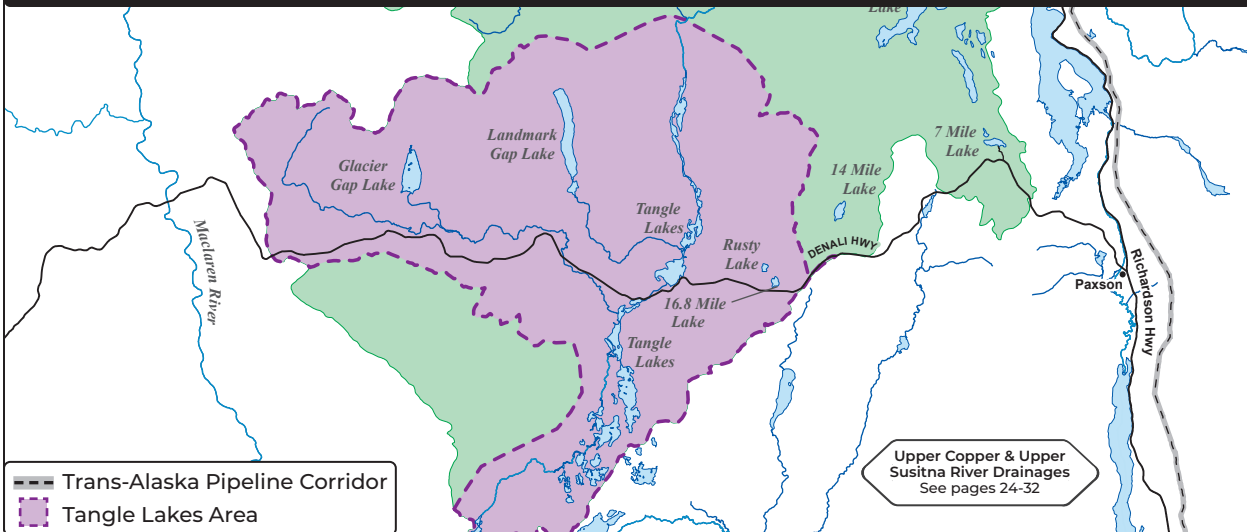 Lake
7 Mile
Lake
Landmark
Gap Lake
Glacier
Gap Lake
14 Mile
Lake
Tangle
Lakes
Rusty
Lake
DENALI HWY
Maclaren River
Richardson Hwy
Paxson
16.8 Mile
Lake
Tangle
Lakes
Upper Copper & Upper
Susitna River Drainages
See pages 24-32
Trans-Alaska Pipeline Corridor
Tangle Lakes Area